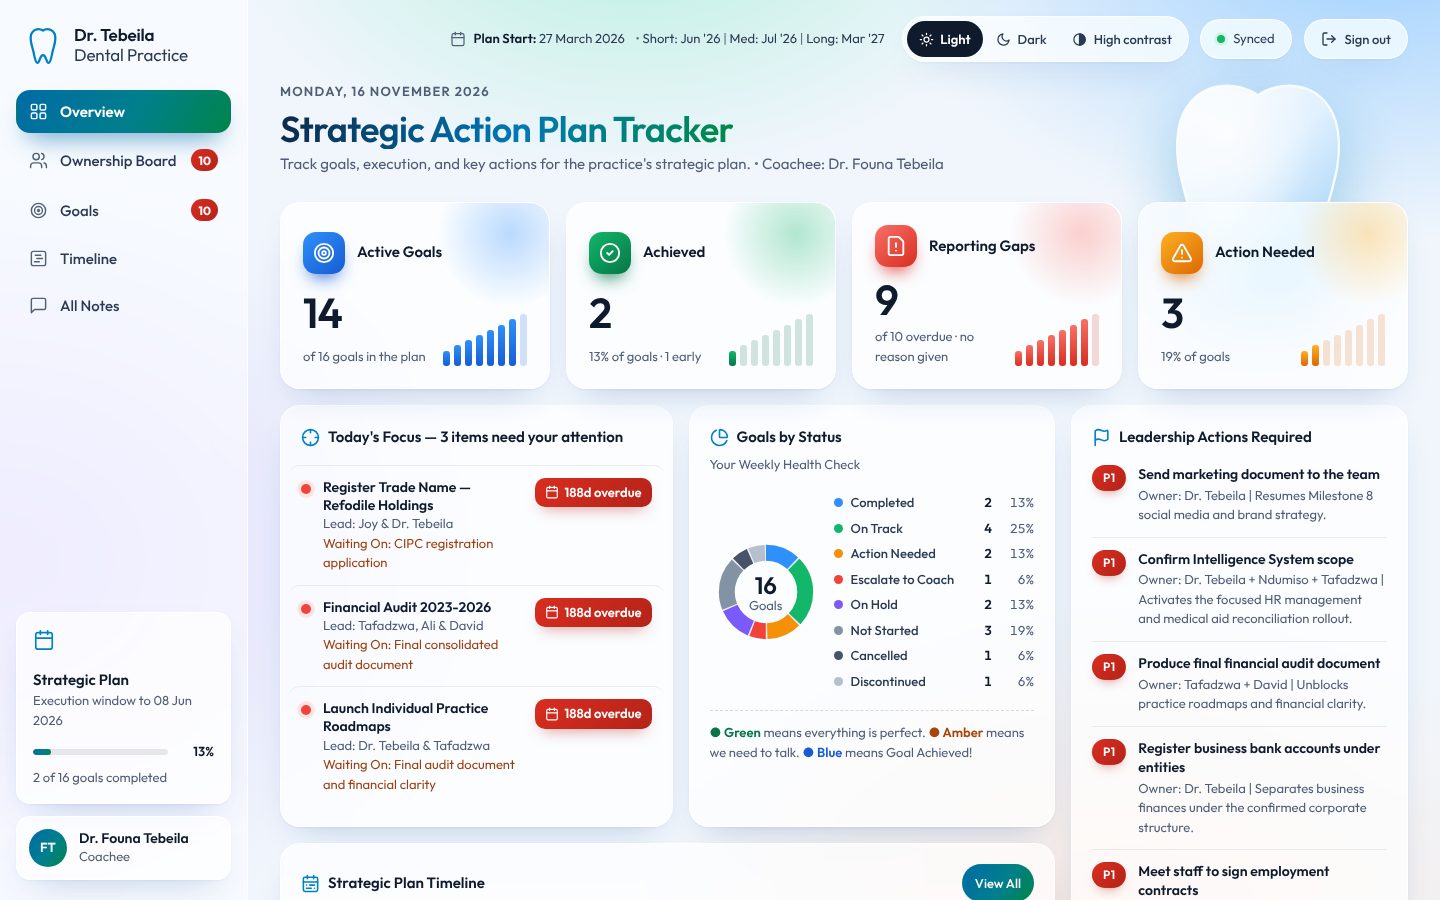 Dr. Tebeila
Dental Practice
Overview
Ownership Board 10
Goals 10
Timeline
All Notes
Strategic Plan
Execution window to 08 Jun
2026
13%
2 of 16 goals completed
FT
Dr. Founa Tebeila
Coachee
Plan Start: 27 March 2026 • Short: Jun '26 | Med: Jul '26 | Long: Mar '27
Light
Dark
High contrast
Synced
Sign out
MONDAY, 16 NOVEMBER 2026
Strategic Action Plan Tracker
Track goals, execution, and key actions for the practice's strategic plan. • Coachee: Dr. Founa Tebeila
Active Goals
14
of 16 goals in the plan
Achieved
2
13% of goals · 1 early
Reporting Gaps
9
of 10 overdue · no
reason given
Action Needed
3
19% of goals
Today's Focus — 3 items need your attention
Register Trade Name —
Refodile Holdings
Lead: Joy & Dr. Tebeila
Waiting On: CIPC registration
application
188d overdue
Financial Audit 2023-2026
Lead: Tafadzwa, Ali & David
Waiting On: Final consolidated
audit document
188d overdue
Launch Individual Practice
Roadmaps
Lead: Dr. Tebeila & Tafadzwa
Waiting On: Final audit document
and financial clarity
188d overdue
Goals by Status
Your Weekly Health Check
16
Goals
Completed 2 13%
On Track 4 25%
Action Needed 2 13%
Escalate to Coach 1 6%
On Hold 2 13%
Not Started 3 19%
Cancelled 1 6%
Discontinued 1 6%
Green means everything is perfect. Amber means
we need to talk. Blue means Goal Achieved!
Leadership Actions Required
P1
Send marketing document to the team
Owner: Dr. Tebeila | Resumes Milestone 8
social media and brand strategy.
P1
Confirm Intelligence System scope
Owner: Dr. Tebeila + Ndumiso + Tafadzwa |
Activates the focused HR management
and medical aid reconciliation rollout.
P1
Produce final financial audit document
Owner: Tafadzwa + David | Unblocks
practice roadmaps and financial clarity.
P1
Register business bank accounts under
entities
Owner: Dr. Tebeila | Separates business
finances under the confirmed corporate
structure.
P1
Meet staff to sign employment
contracts
Strategic Plan Timeline
View All